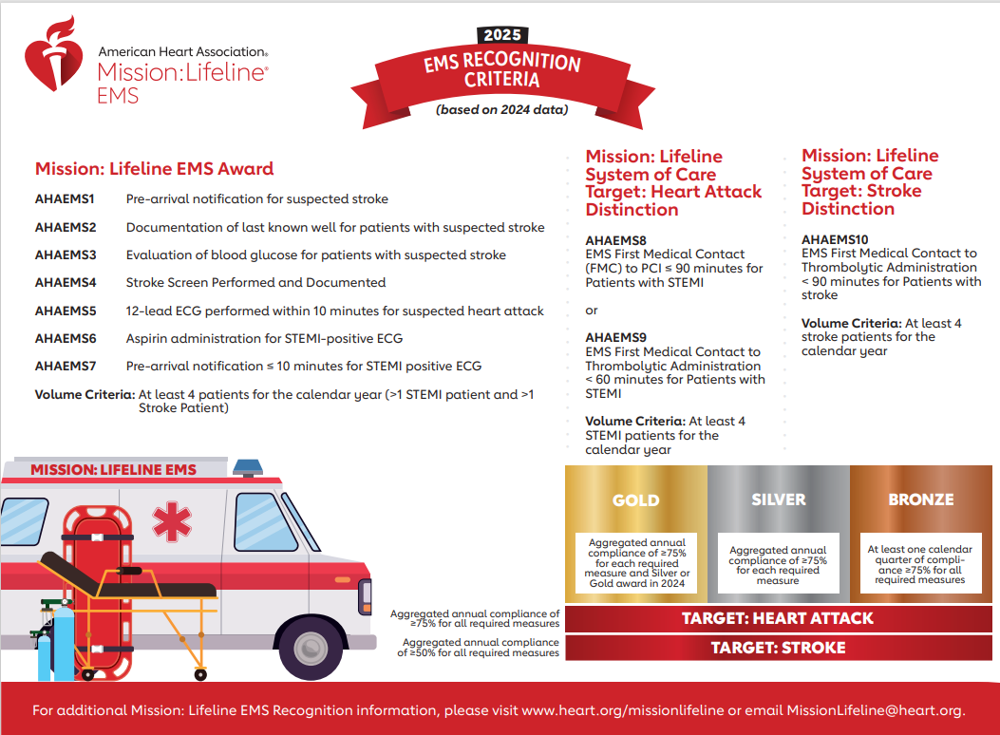 American Heart Association®
Mission:Lifeline®
EMS
2025
EMS RECOGNITION
CRITERIA
(based on 2024 data)
Mission: Lifeline EMS Award
AHAEMS1 Pre-arrival notification for suspected stroke
AHAEMS2 Documentation of last known well for patients with suspected stroke
AHAEMS3 Evaluation of blood glucose for patients with suspected stroke
AHAEMS4 Stroke Screen Performed and Documented
AHAEMS5 12-lead ECG performed within 10 minutes for suspected heart attack
AHAEMS6 Aspirin administration for STEMI-positive ECG
AHAEMS7 Pre-arrival notification ≤ 10 minutes for STEMI positive ECG
Volume Criteria: At least 4 patients for the calendar year (>1 STEMI patient and >1
Stroke Patient)
Mission: Lifeline
System of Care
Target: Heart Attack
Distinction
AHAEMS8
EMS First Medical Contact
(FMC) to PCI ≤ 90 minutes for
Patients with STEMI
or
AHAEMS9
EMS First Medical Contact to
Thrombolytic Administration
< 60 minutes for Patients with
STEMI
Volume Criteria: At least 4
STEMI patients for the
calendar year
Mission: Lifeline
System of Care
Target: Stroke
Distinction
AHAEMS10
EMS First Medical Contact to
Thrombolytic Administration
< 90 minutes for Patients with
stroke
Volume Criteria: At least 4
stroke patients for the
calendar year
MISSION: LIFELINE EMS
GOLD
Aggregated annual
compliance of ≥75%
for each required
measure and Silver or
Gold award in 2024
SILVER
Aggregated annual
compliance of ≥75%
for each required
measure
BRONZE
At least one calendar
quarter of compli-
ance ≥75% for all
required measures
Aggregated annual compliance of
≥75% for all required measures
TARGET: HEART ATTACK
Aggregated annual compliance
of ≥50% for all required measures
TARGET: STROKE
For additional Mission: Lifeline EMS Recognition information, please visit www.heart.org/missionlifeline or email MissionLifeline@heart.org.